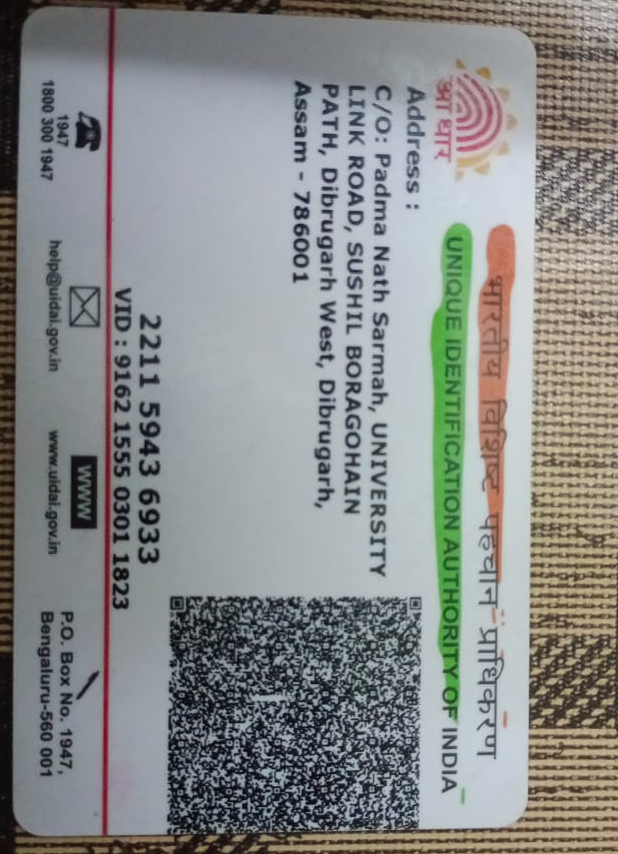 आधार
भारतीय विशिष्ट पहचान प्राधिकरण
UNIQUE IDENTIFICATION AUTHORITY OF INDIA
Address :
C/O: Padma Nath Sarmah, UNIVERSITY
LINK ROAD, SUSHIL BORAGOHAIN
PATH, Dibrugarh West, Dibrugarh,
Assam - 786001
2211 5943 6933
VID : 9162 1555 0301 1823
1947
1800 300 1947
help@uidai.gov.in
www
www.uidai.gov.in
P.O. Box No. 1947,
Bengaluru-560 001